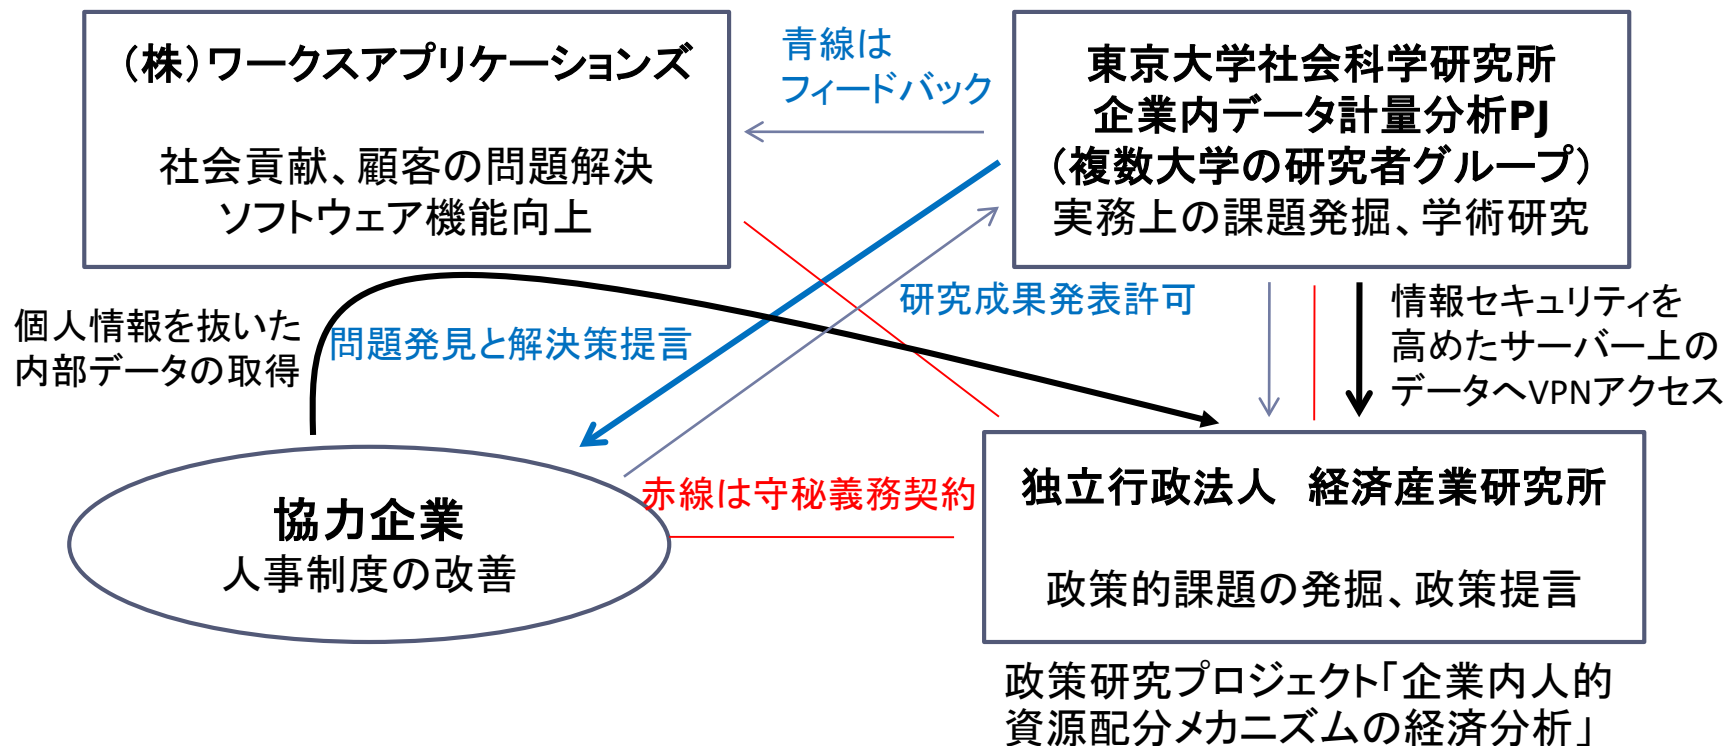 （株）ワークスアプリケーションズ
社会貢献、顧客の問題解決
ソフトウェア機能向上
青線は
フィードバック
東京大学社会科学研究所
企業内データ計量分析PJ
（複数大学の研究者グループ）
実務上の課題発掘、学術研究
個人情報を抜いた
内部データの取得
問題発見と解決策提言
研究成果発表許可
情報セキュリティを
高めたサーバー上の
データへVPNアクセス
協力企業
人事制度の改善
赤線は守秘義務契約
独立行政法人　経済産業研究所
政策的課題の発掘、政策提言
政策研究プロジェクト「企業内人的
資源配分メカニズムの経済分析」